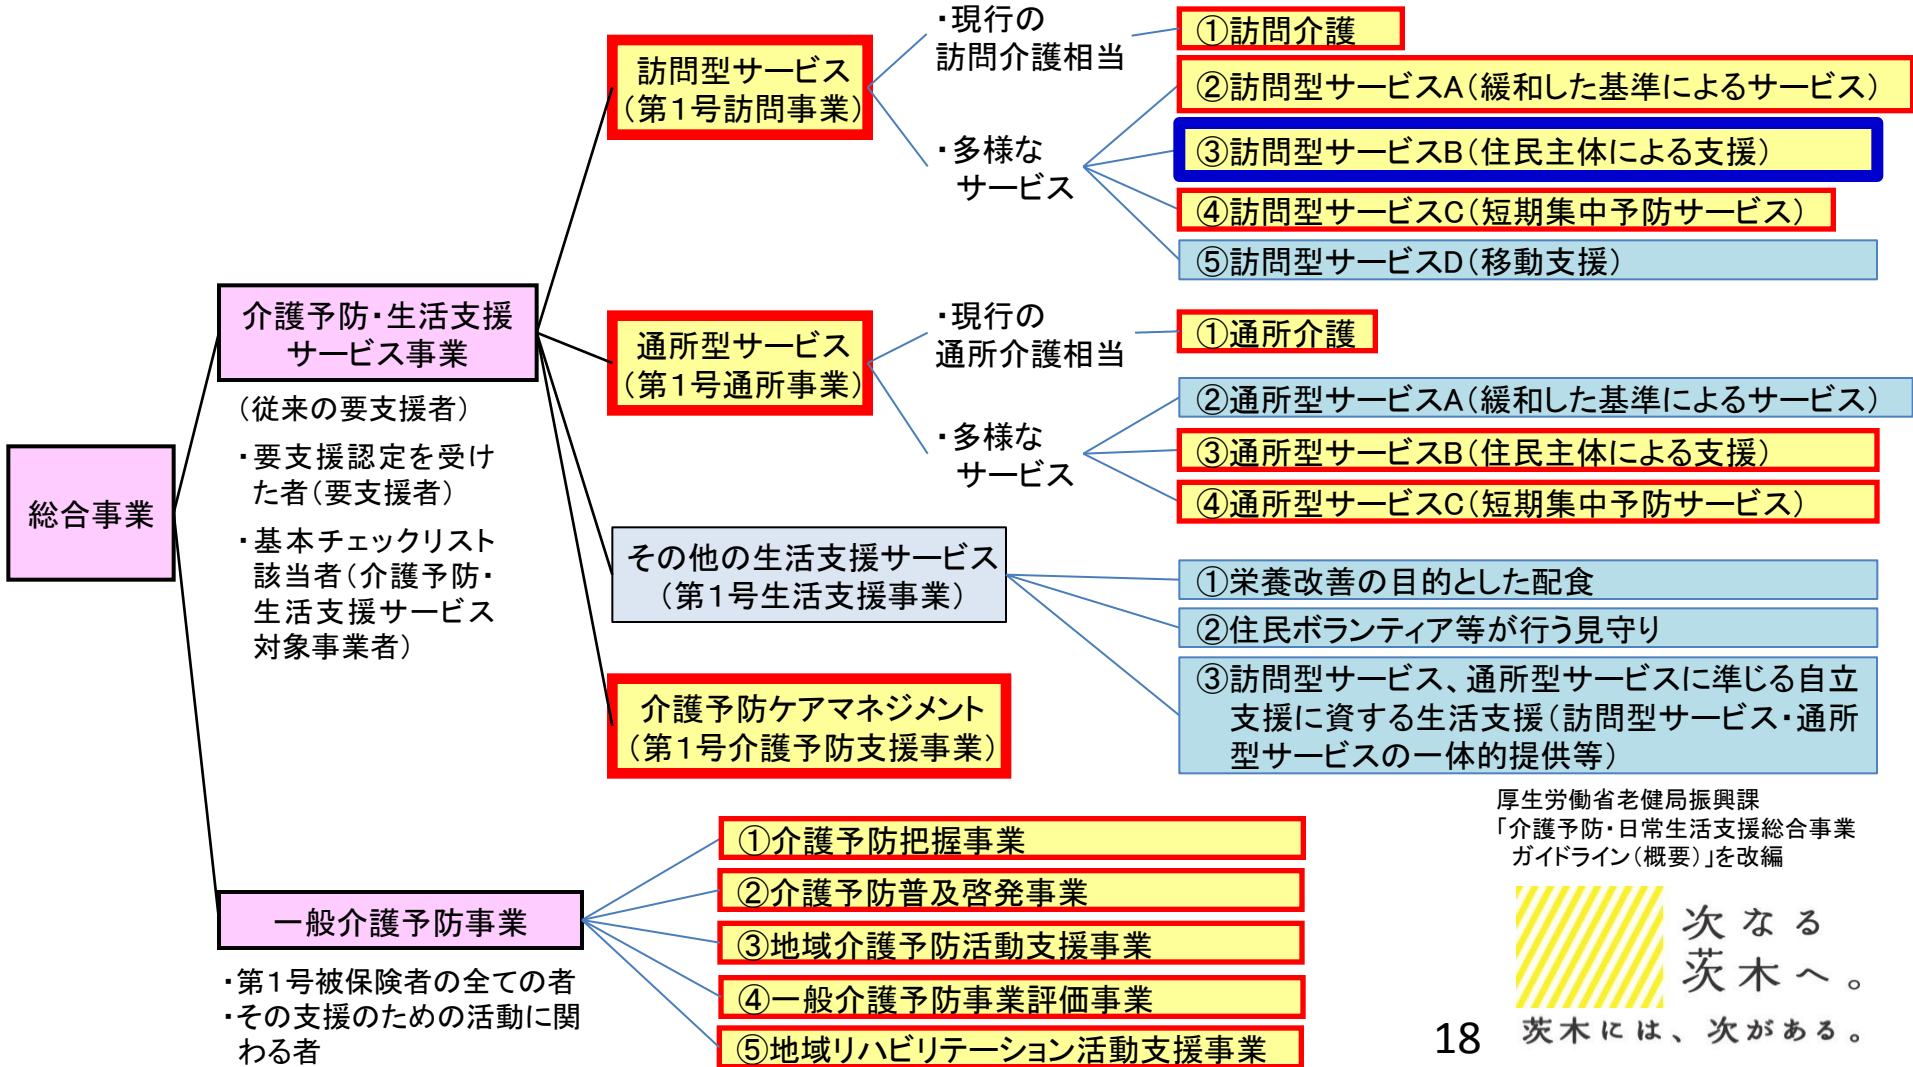 総合事業
介護予防・生活支援
サービス事業
（従来の要支援者）
・要支援認定を受け
た者（要支援者）
・基本チェックリスト
該当者（介護予防・
生活支援サービス
対象事業者）
訪問型サービス
（第１号訪問事業）
・現行の
訪問介護相当
①訪問介護
・多様な
サービス
②訪問型サービスA（緩和した基準によるサービス）
③訪問型サービスB（住民主体による支援）
④訪問型サービスC（短期集中予防サービス）
⑤訪問型サービスD（移動支援）
通所型サービス
（第１号通所事業）
・現行の
通所介護相当
①通所介護
・多様な
サービス
②通所型サービスA（緩和した基準によるサービス）
③通所型サービスB（住民主体による支援）
④通所型サービスC（短期集中予防サービス）
その他の生活支援サービス
（第１号生活支援事業）
①栄養改善の目的とした配食
②住民ボランティア等が行う見守り
③訪問型サービス、通所型サービスに準じる自立
支援に資する生活支援（訪問型サービス・通所
型サービスの一体的提供等）
介護予防ケアマネジメント
（第１号介護予防支援事業）
一般介護予防事業
・第１号被保険者の全ての者
・その支援のための活動に関
わる者
①介護予防把握事業
②介護予防普及啓発事業
③地域介護予防活動支援事業
④一般介護予防事業評価事業
⑤地域リハビリテーション活動支援事業
厚生労働省老健局振興課
「介護予防・日常生活支援総合事業
ガイドライン（概要）」を改編
次なる
茨木へ。
茨木には、次がある。
18